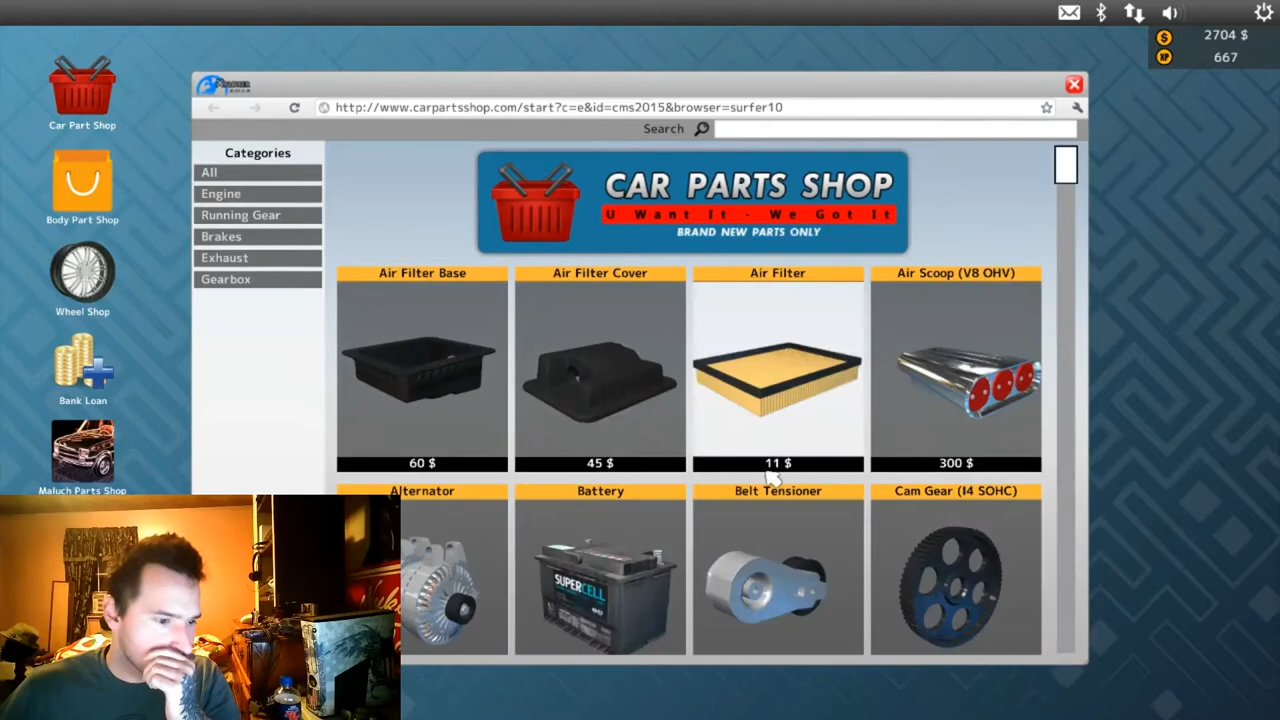 2704 $
667
Car Part Shop
Body Part Shop
Wheel Shop
Bank Loan
Maluch Parts Shop
http://www.carpartsshop.com/start?c=e&id=cms2015&browser=surfer10
Search
Categories
All
Engine
Running Gear
Brakes
Exhaust
Gearbox
CAR PARTS SHOP
U Want It - We Got It
BRAND NEW PARTS ONLY
Air Filter Base
Air Filter Cover
Air Filter
Air Scoop (V8 OHV)
60 $
45 $
11 $
300 $
Alternator
Battery
Belt Tensioner
Cam Gear (I4 SOHC)
SUPERCELL